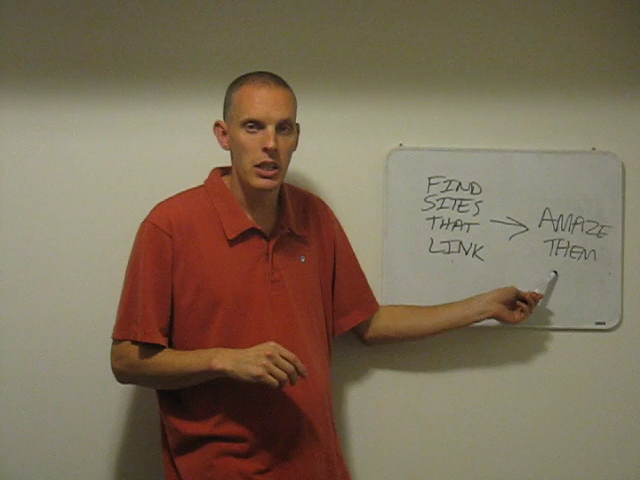 FIND
SITES
THAT
LINK
→
AMAZE
THEM